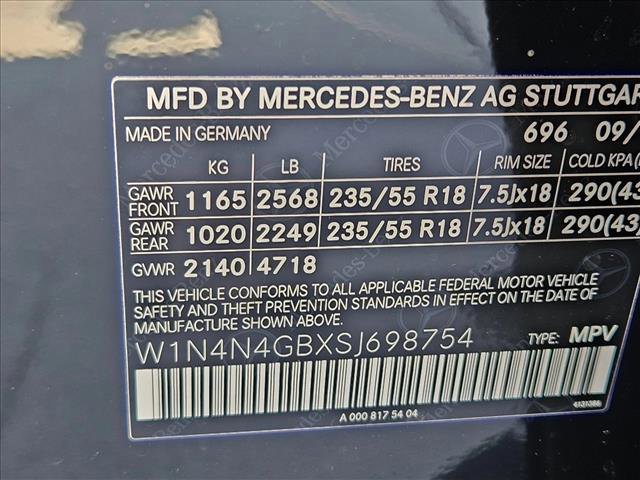 MFD BY MERCEDES-BENZ AG STUTTGAR
MADE IN GERMANY 696 09/
KG LB TIRES RIM SIZE COLD KPA(
GAWR FRONT 1165 2568 235/55 R18 7.5Jx18 290(43
GAWR REAR 1020 2249 235/55 R18 7.5Jx18 290(43)
GVWR 2140 4718
THIS VEHICLE CONFORMS TO ALL APPLICABLE FEDERAL MOTOR VEHICLE
SAFETY AND THEFT PREVENTION STANDARDS IN EFFECT ON THE DATE OF
MANUFACTURE SHOWN ABOVE.
W1N4N4GBXSJ698754 TYPE: MPV
A 000 817 54 04